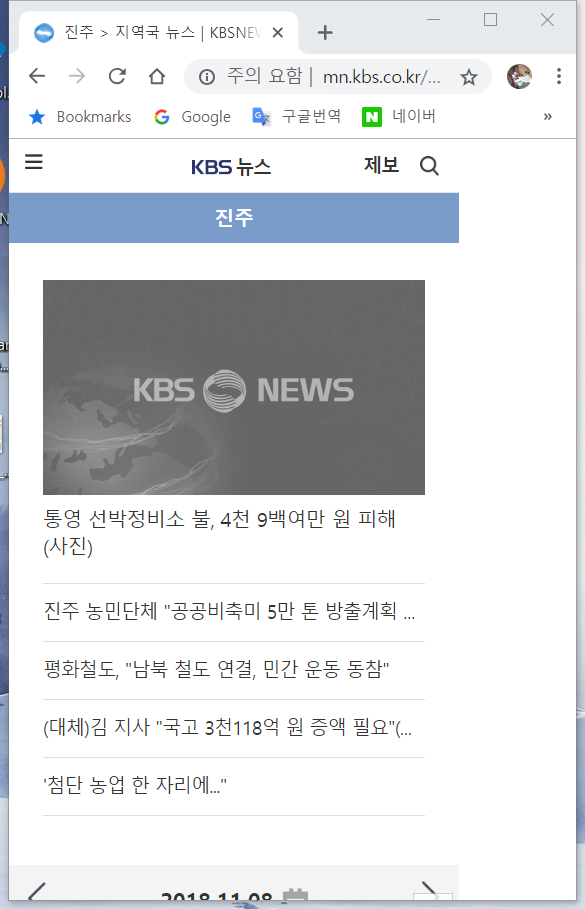 진주 > 지역국 뉴스 | KBSNEW
주의 요함 | mn.kbs.co.kr/...
Bookmarks Google 구글번역 네이버 »
KBS 뉴스 제보
진주
KBS NEWS
통영 선박정비소 불, 4천 9백여만 원 피해
(사진)
진주 농민단체 "공공비축미 5만 톤 방출계획 ...
평화철도, "남북 철도 연결, 민간 운동 동참"
(대체)김 지사 "국고 3천118억 원 증액 필요"(...
'첨단 농업 한 자리에..."
2018.11.08